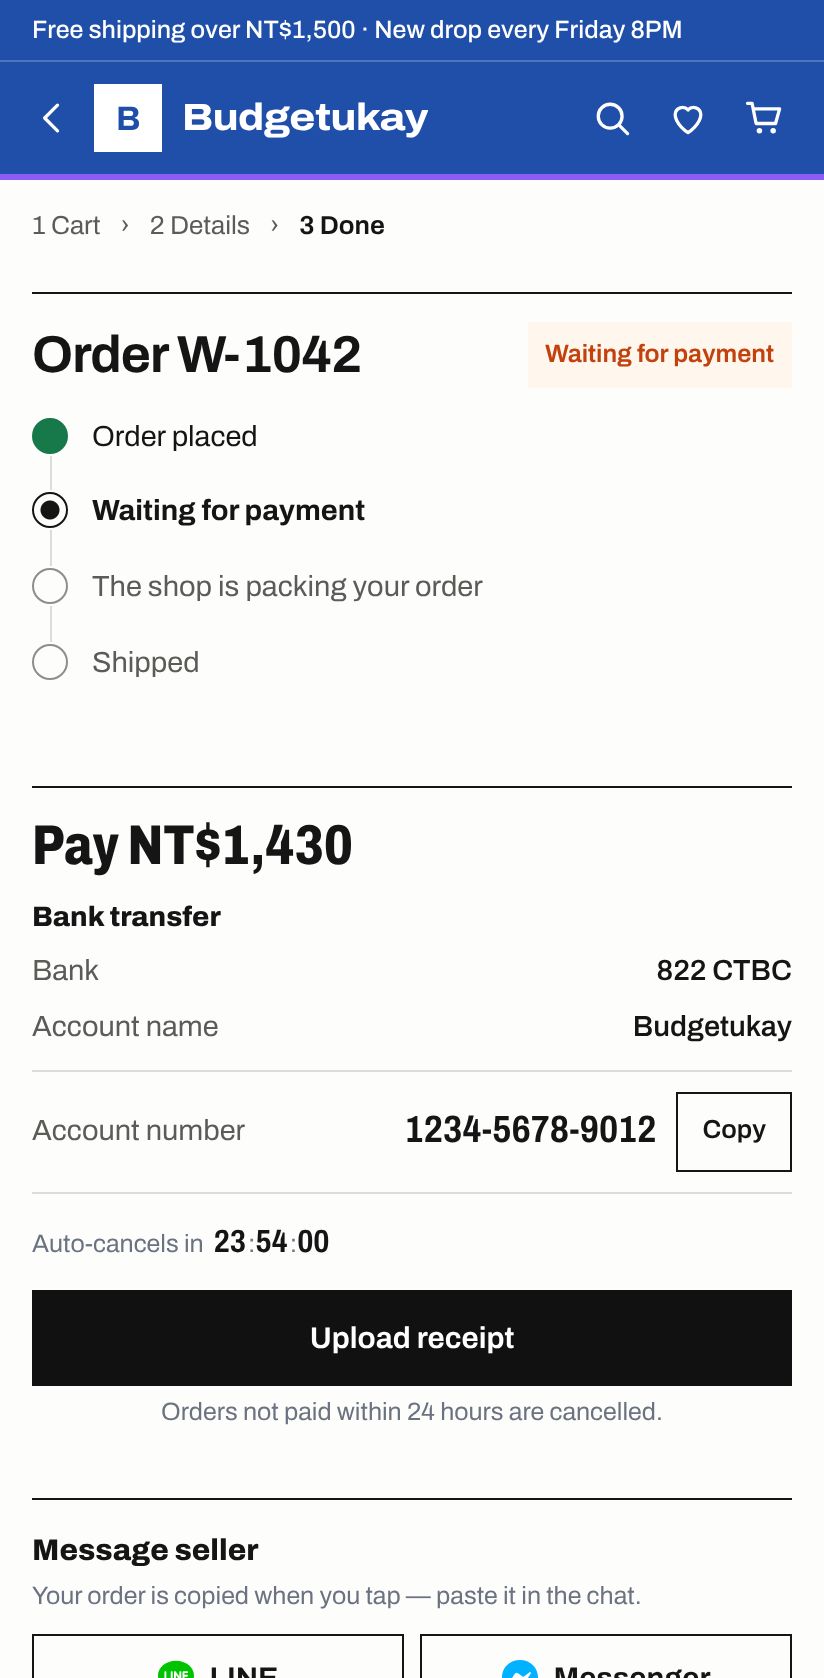 Free shipping over NT$1,500 · New drop every Friday 8PM
B Budgetukay
1 Cart › 2 Details › 3 Done
Order W-1042 Waiting for payment
Order placed
Waiting for payment
The shop is packing your order
Shipped
Pay NT$1,430
Bank transfer
Bank 822 CTBC
Account name Budgetukay
Account number 1234-5678-9012 Copy
Auto-cancels in 23:54:00
Upload receipt
Orders not paid within 24 hours are cancelled.
Message seller
Your order is copied when you tap — paste it in the chat.
LINE LINE Messenger